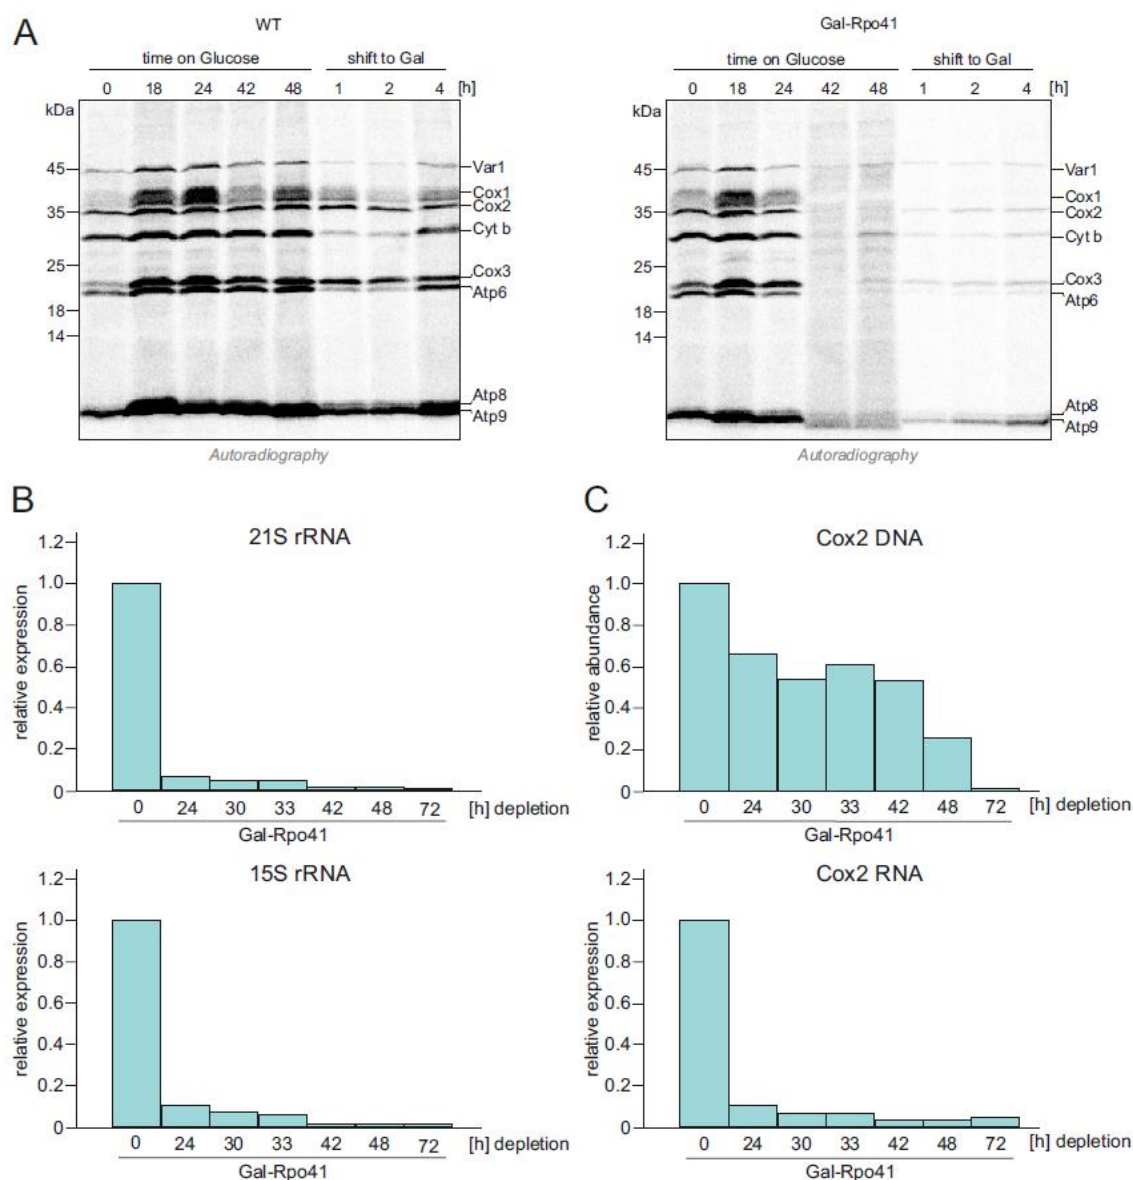 A
WT
time on Glucose shift to Gal
0 18 24 42 48 1 2 4 [h]
kDa
45
35
25
18
14
Var1
Cox1
Cox2
Cyt b
Cox3
Atp6
Atp8
Atp9
Autoradiography
Gal-Rpo41
time on Glucose shift to Gal
0 18 24 42 48 1 2 4 [h]
kDa
45
35
25
18
14
Var1
Cox1
Cox2
Cyt b
Cox3
Atp6
Atp8
Atp9
Autoradiography
B
21S rRNA
relative expression
1.2
1.0
0.8
0.6
0.4
0.2
0
0 24 30 33 42 48 72 [h] depletion
Gal-Rpo41
15S rRNA
relative expression
1.2
1.0
0.8
0.6
0.4
0.2
0
0 24 30 33 42 48 72 [h] depletion
Gal-Rpo41
C
Cox2 DNA
relative abundance
1.2
1.0
0.8
0.6
0.4
0.2
0
0 24 30 33 42 48 72 [h] depletion
Gal-Rpo41
Cox2 RNA
relative expression
1.2
1.0
0.8
0.6
0.4
0.2
0
0 24 30 33 42 48 72 [h] depletion
Gal-Rpo41